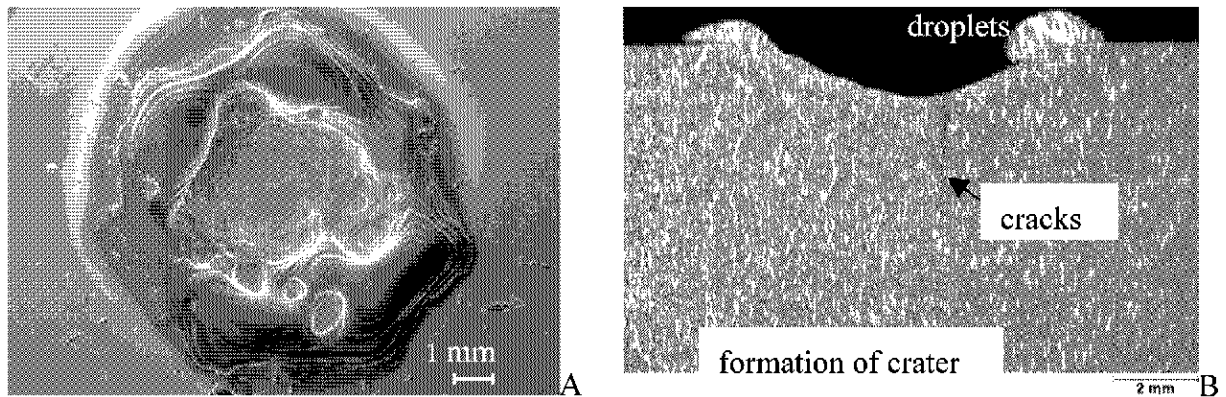 1 mm
A
droplets
cracks
formation of crater
2 mm
B